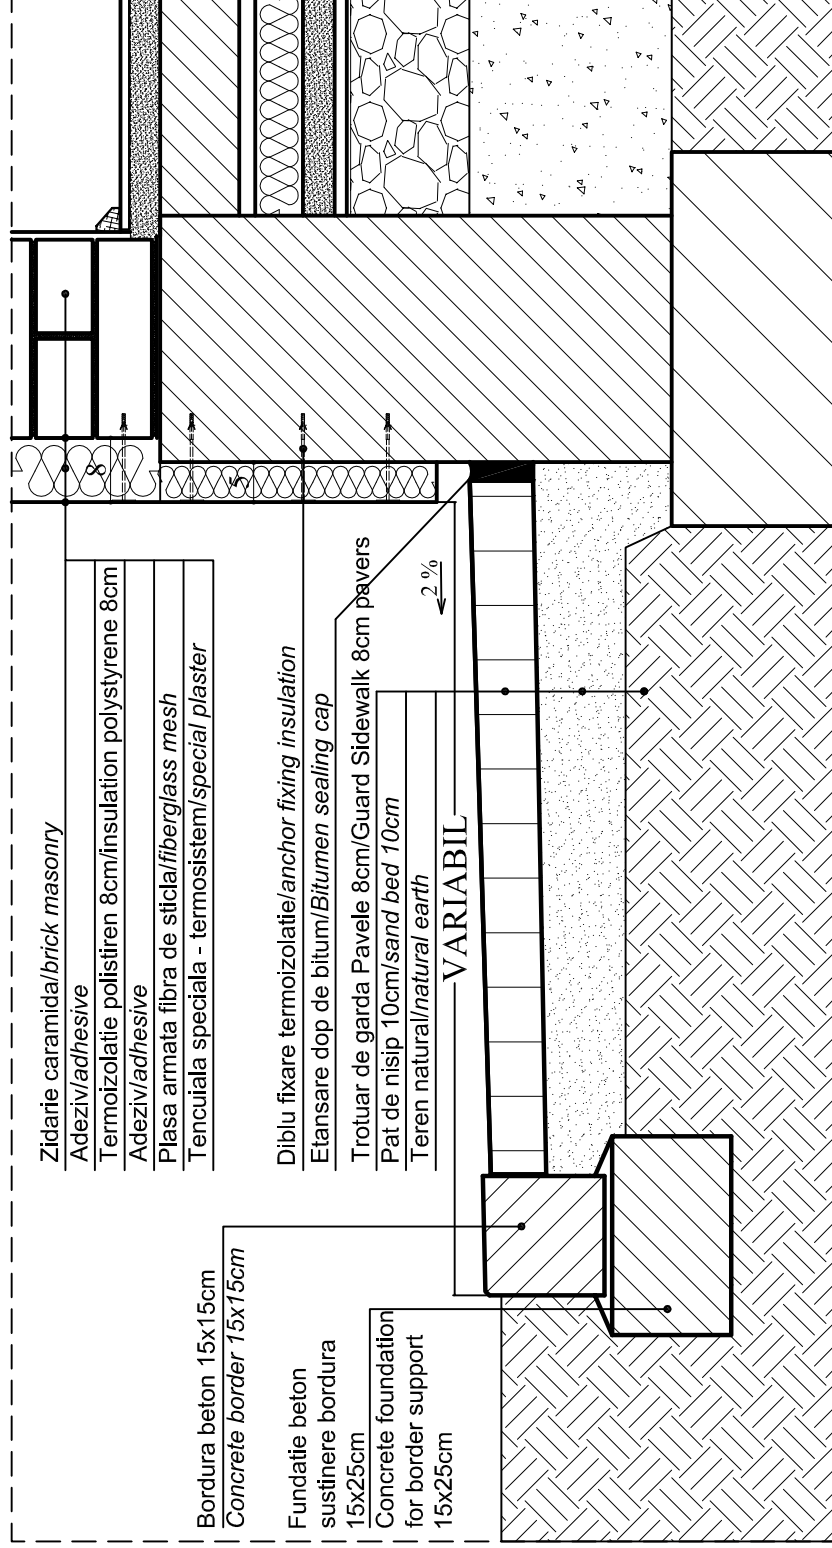 Zidarie caramida/brick masonry
Adeziv/adhesive
Termoizolatie polistiren 8cm/insulation polystyrene 8cm
Adeziv/adhesive
Plasa armata fibra de sticla/fiberglass mesh
Tencuiala speciala - termosistem/special plaster
8
5
Diblu fixare termoizolatie/anchor fixing insulation
Etansare dop de bitum/Bitumen sealing cap
Trotuar de garda Pavele 8cm/Guard Sidewalk 8cm pavers
Pat de nisip 10cm/sand bed 10cm
Teren natural/natural earth
2 %
VARIABIL
Bordura beton 15x15cm
Concrete border 15x15cm
Fundatie beton
sustinere bordura
15x25cm
Concrete foundation
for border support
15x25cm